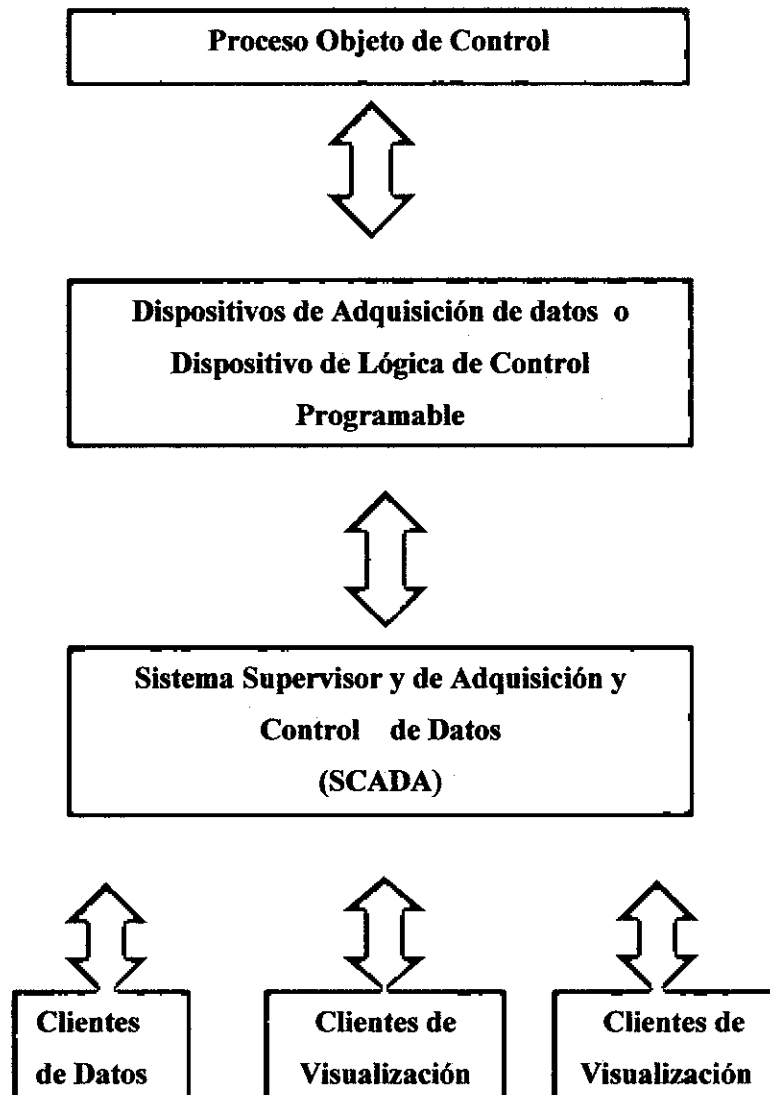 Proceso Objeto de Control
Dispositivos de Adquisición de datos o
Dispositivo de Lógica de Control
Programable
Sistema Supervisor y de Adquisición y
Control de Datos
(SCADA)
Clientes
de Datos
Clientes de
Visualización
Clientes de
Visualización